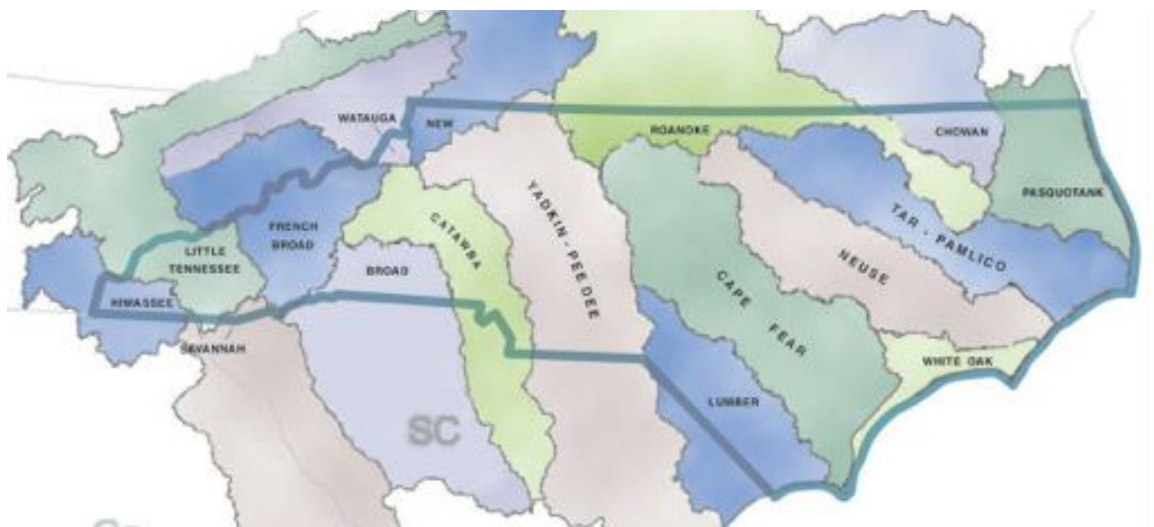 WATAUGA
NEW
ROANOKE
CHOWAN
PASQUOTANK
YADKIN - PEE DEE
CATAWBA
TAR - PAMLICO
FRENCH
BROAD
LITTLE
TENNESSEE
NEUSE
BROAD
CAPE FEAR
HIWASSEE
SAVANNAH
WHITE OAK
LUMBER
SC